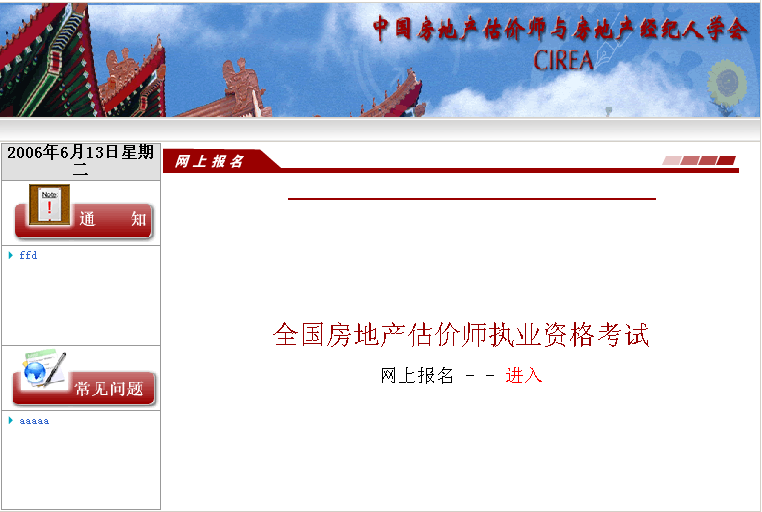 中国房地产估价师与房地产经纪人学会
CIREA
2006年6月13日星期
二
网上报名
Note:
!
通 知
ffd
全国房地产估价师执业资格考试
网上报名 - - 进入
常见问题
aaaaa